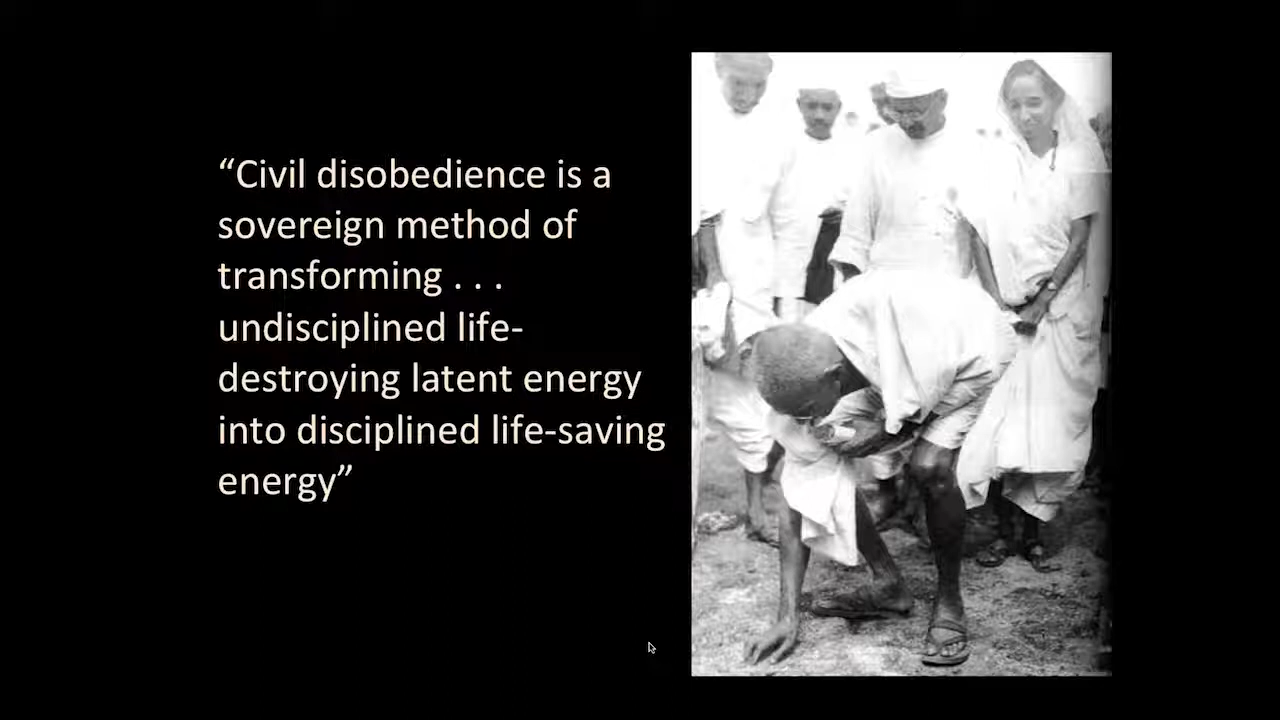 “Civil disobedience is a
sovereign method of
transforming . . .
undisciplined life-
destroying latent energy
into disciplined life-saving
energy”